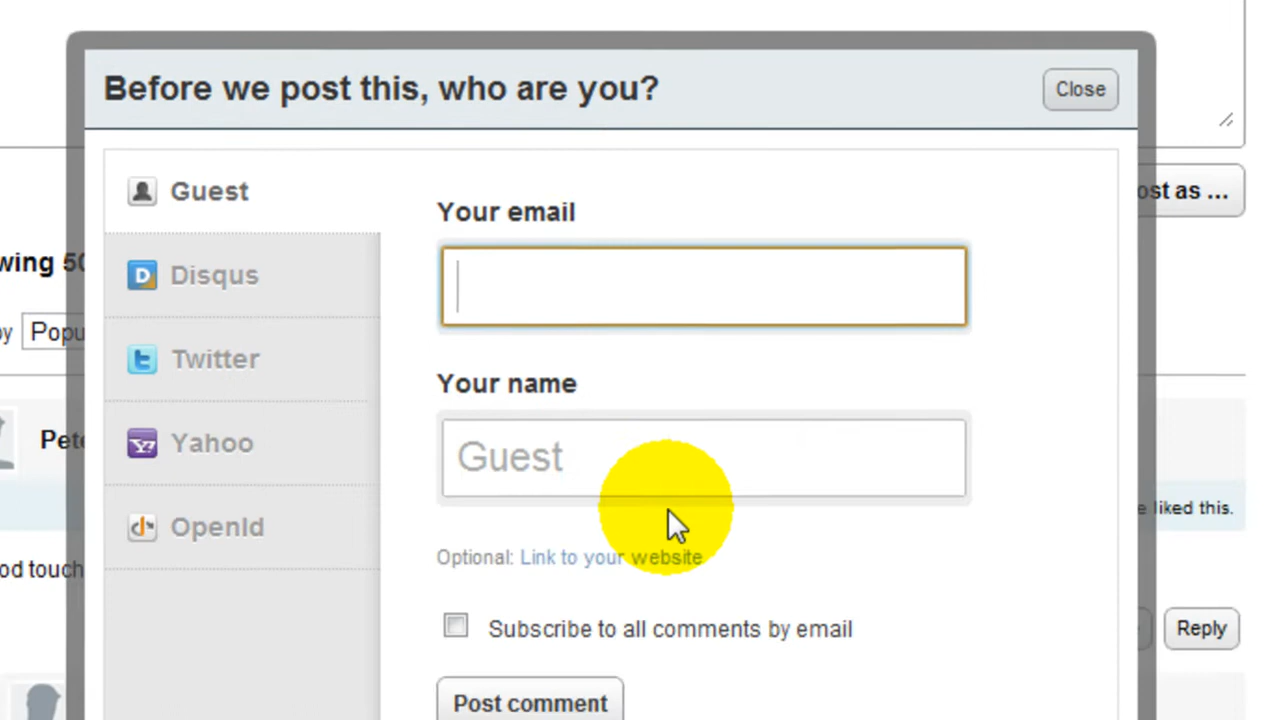 Before we post this, who are you?
Close
Guest
Disqus
Twitter
Yahoo
OpenId
Your email
Your name
Guest
Optional: Link to your website
Subscribe to all comments by email
Post comment
ost as ...
wing 50
by Popu
Pete
e liked this.
od touch
Reply